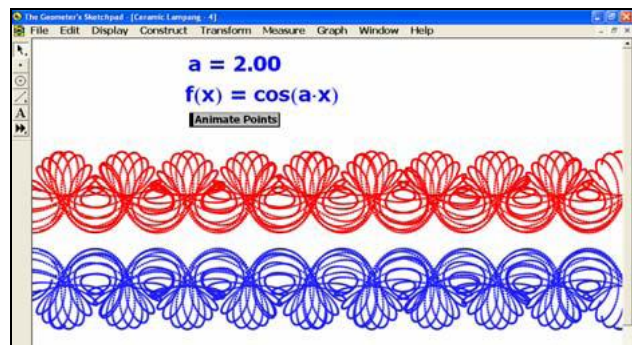 The Geometer's Sketchpad - [Ceramic Lampang - 4]
File Edit Display Construct Transform Measure Graph Window Help
A
a = 2.00
f(x) = cos(a·x)
Animate Points